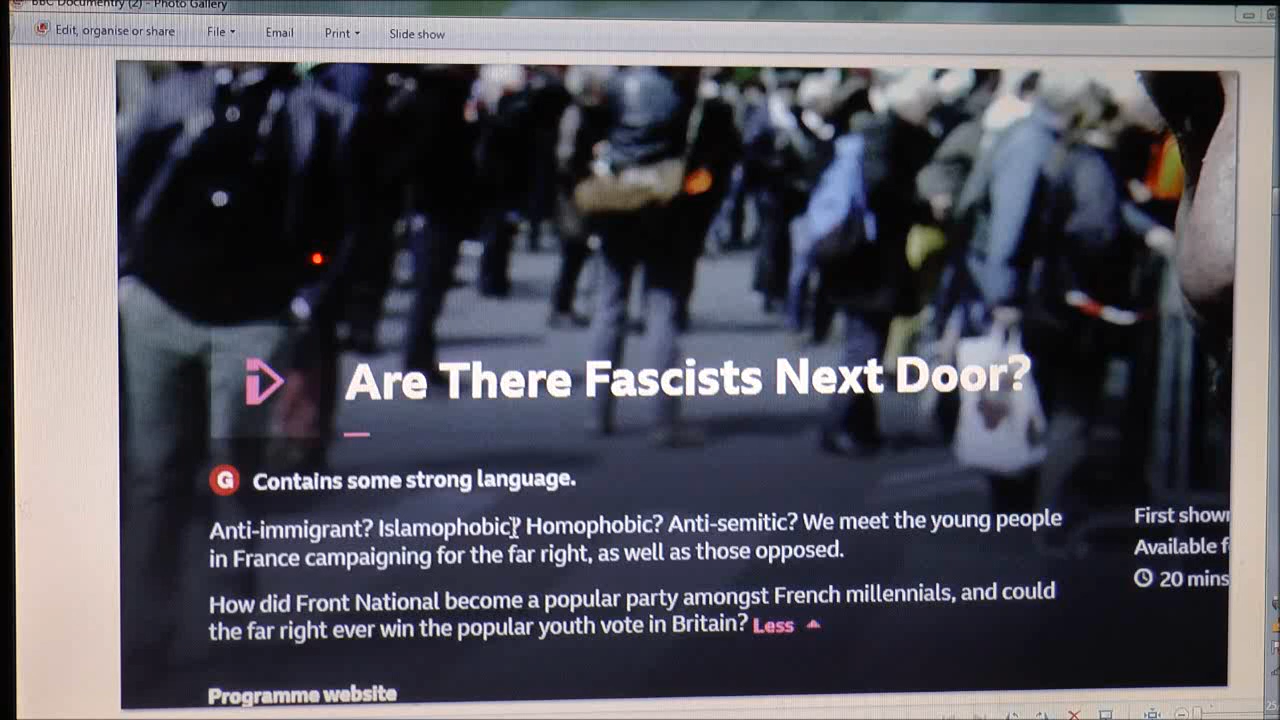 BBC Documentry (2) - Photo Gallery
Edit, organise or share File Email Print Slide show
Are There Fascists Next Door?
G Contains some strong language.
Anti-immigrant? Islamophobic? Homophobic? Anti-semitic? We meet the young people
in France campaigning for the far right, as well as those opposed.
How did Front National become a popular party amongst French millennials, and could
the far right ever win the popular youth vote in Britain? Less
First shown
Available f
20 mins
Programme website